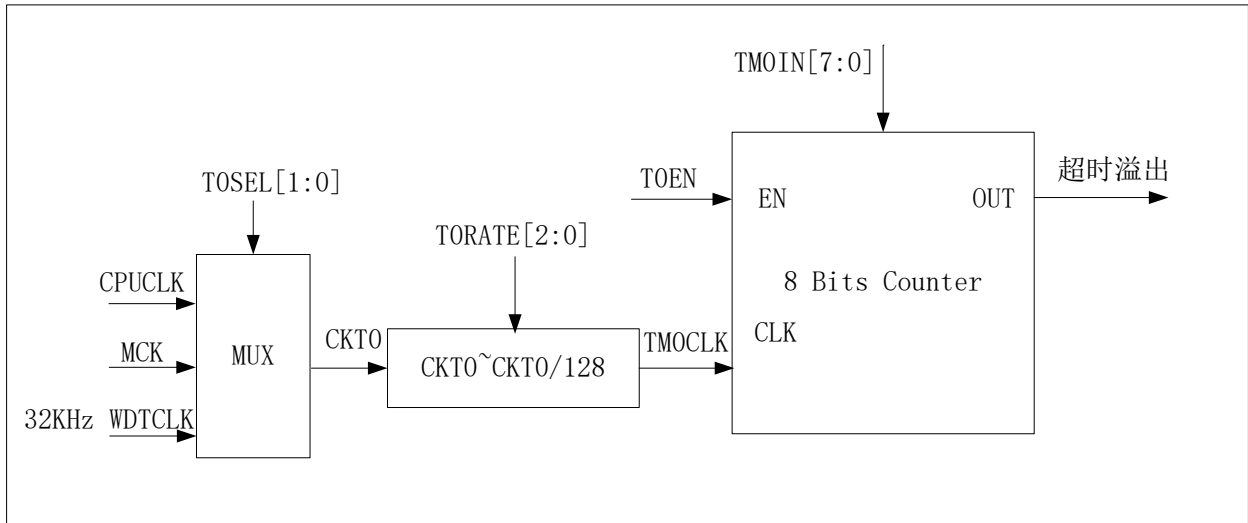 TMOIN[7:0]
TOSEL[1:0]
TOEN
EN
OUT
超时溢出
TORATE[2:0]
8 Bits Counter
CPUCLK
CLK
MCK
MUX
CKTO
CKTO~CKTO/128
TMOCLK
32KHz WDTCLK